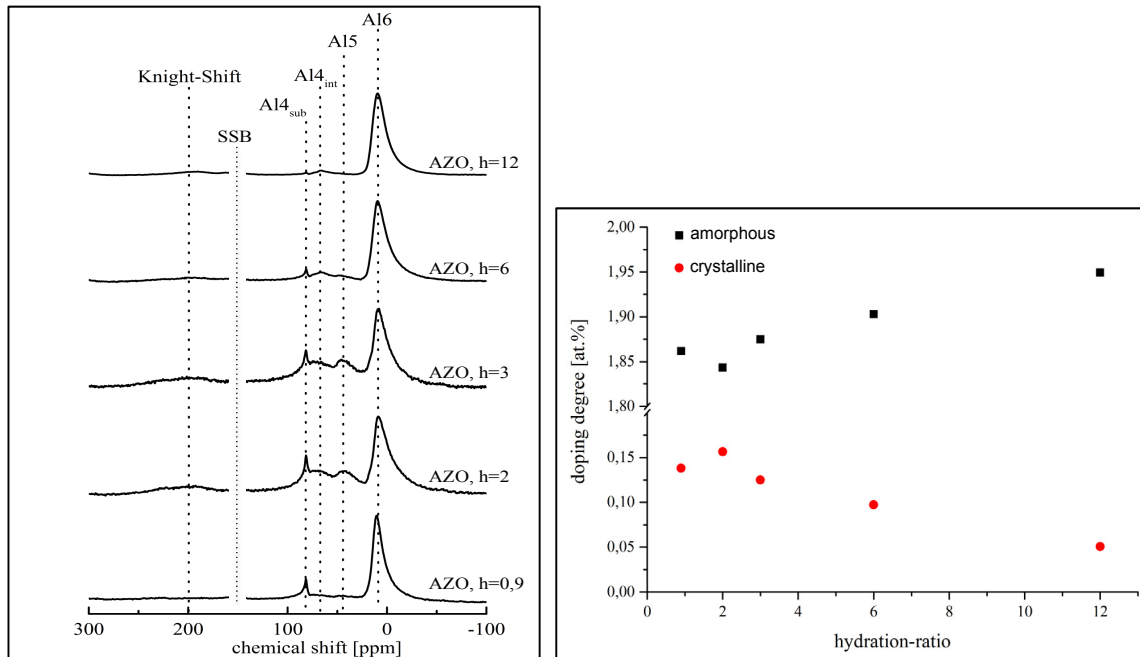 Al6
Al5
Knight-Shift
Al4int
Al4sub
SSB
AZO, h=12
AZO, h=6
AZO, h=3
AZO, h=2
AZO, h=0,9
300 200 100 0 -100
chemical shift [ppm]
2,00
amorphous
crystalline
1,95
1,90
1,85
1,80
0,15
0,10
0,05
0,00
doping degree [at.%]
0 2 4 6 8 10 12
hydration-ratio